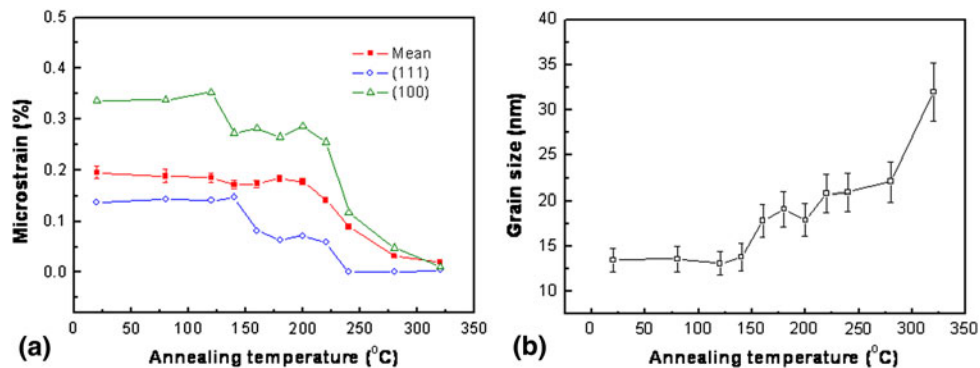 0.5
0.4
0.3
0.2
0.1
0.0
Microstrain (%)
Mean
(111)
(100)
0 50 100 150 200 250 300 350
Annealing temperature (°C)
(a)
40
35
30
25
20
15
10
Grain size (nm)
0 50 100 150 200 250 300 350
Annealing temperature (°C)
(b)